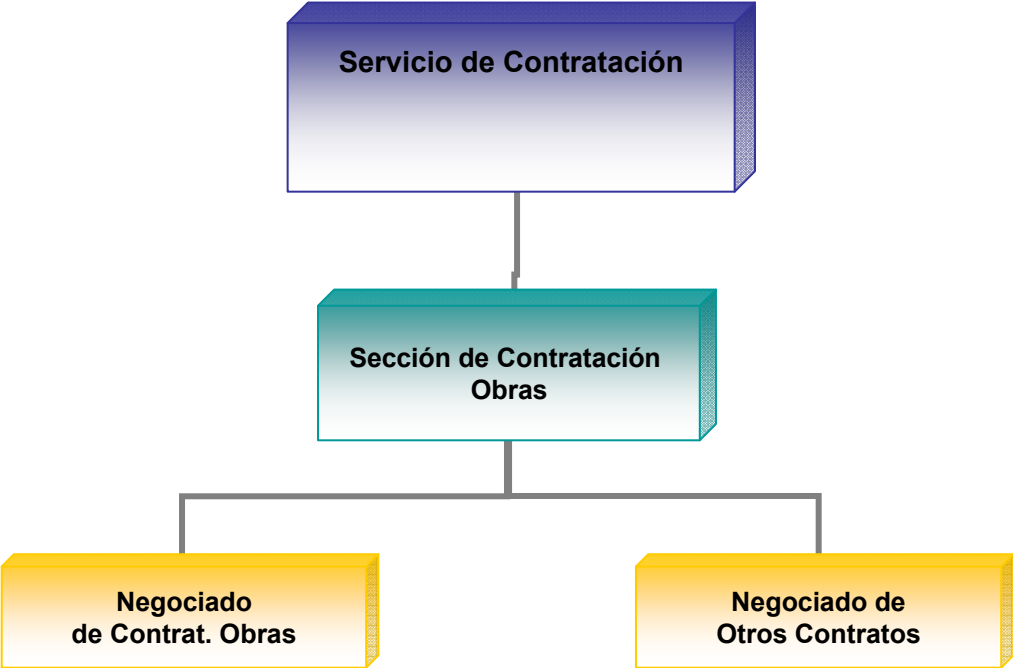 Servicio de Contratación
Sección de Contratación
Obras
Negociado
de Contrat. Obras
Negociado de
Otros Contratos